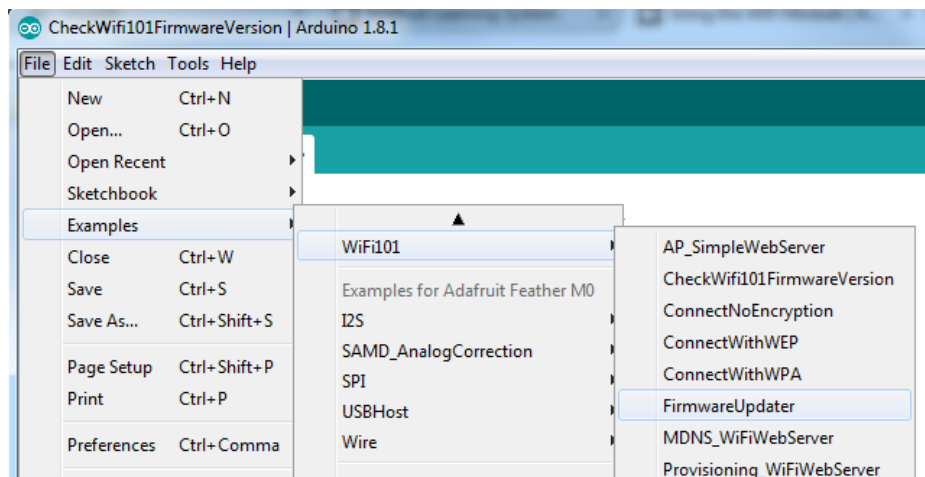 CheckWifi101FirmwareVersion | Arduino 1.8.1
File Edit Sketch Tools Help
New Ctrl+N
Open... Ctrl+O
Open Recent
Sketchbook
Examples
Close Ctrl+W
Save Ctrl+S
Save As... Ctrl+Shift+S
Page Setup Ctrl+Shift+P
Print Ctrl+P
Preferences Ctrl+Comma
WiFi101
Examples for Adafruit Feather M0
I2S
SAMD_AnalogCorrection
SPI
USBHost
Wire
AP_SimpleWebServer
CheckWifi101FirmwareVersion
ConnectNoEncryption
ConnectWithWEP
ConnectWithWPA
FirmwareUpdater
MDNS_WiFiWebServer
Provisioning_WiFiWebServer